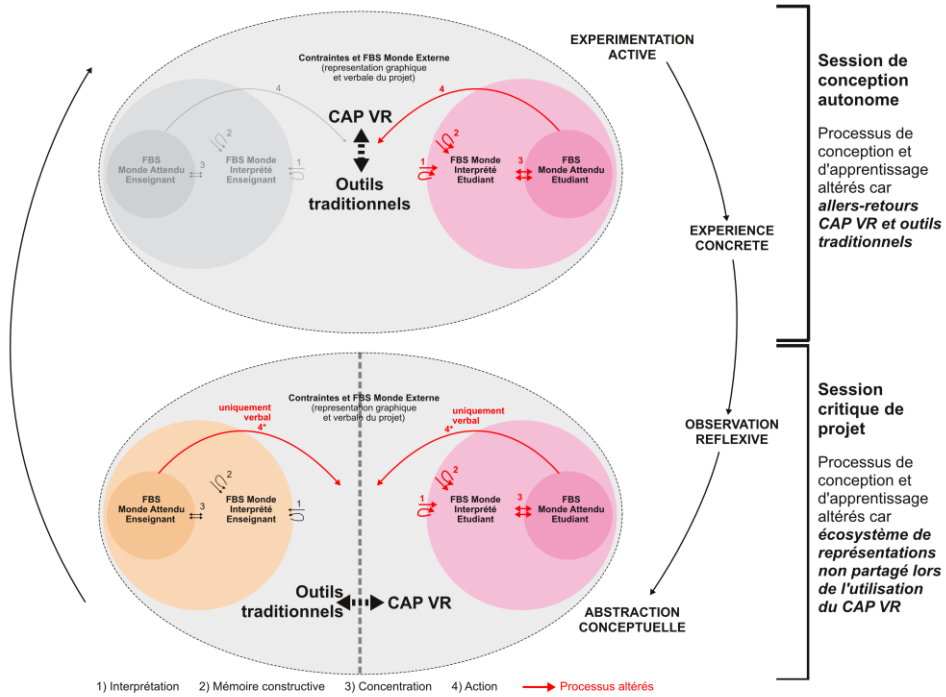 EXPERIMENTATION
ACTIVE
Contraintes et FBS Monde Externe
(representation graphique
et verbale du projet)
4
4
CAP VR
Outils
traditionnels
2
FBS
Monde Attendu
Enseignant
3
FBS Monde
Interprété
Enseignant
1
1
2
FBS Monde
Interprété
Etudiant
3
FBS
Monde Attendu
Etudiant
EXPERIENCE
CONCRETE
Session de
conception
autonome
Processus de
conception et
d'apprentissage
altérés car
allers-retours
CAP VR et outils
traditionnels
Contraintes et FBS Monde Externe
(representation graphique
et verbale du projet)
uniquement
verbal
4*
uniquement
verbal
4*
2
FBS
Monde Attendu
Enseignant
3
FBS Monde
Interprété
Enseignant
1
1
2
FBS Monde
Interprété
Etudiant
3
FBS
Monde Attendu
Etudiant
Outils
traditionnels
CAP VR
OBSERVATION
REFLEXIVE
ABSTRACTION
CONCEPTUELLE
Session
critique de
projet
Processus de
conception et
d'apprentissage
altérés car
écosystème de
représentations
non partagé lors
de l'utilisation
du CAP VR
1) Interprétation 2) Mémoire constructive 3) Concentration 4) Action Processus altérés